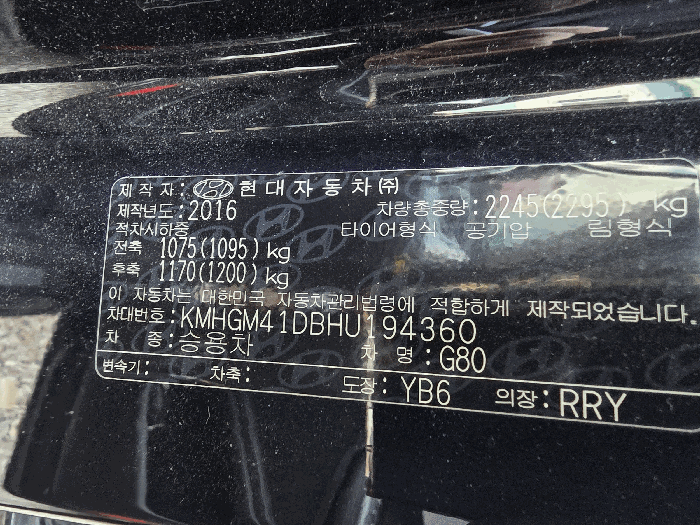 제 작 자 : 현대자동차㈜
제작년도 : 2016 차량총중량 : 2245(2295) kg
적차시하중 타이어형식 공기압 림형식
전축 1075(1095) kg
후축 1170(1200) kg
이 자동차는 대한민국 자동차관리법령에 적합하게 제작되었습니다.
차대번호 : KMHGM41DBHU194360
차 종 : 승용차 차 명 : G80
변속기 : 차축 : 도장 : YB6 의장 : RRY